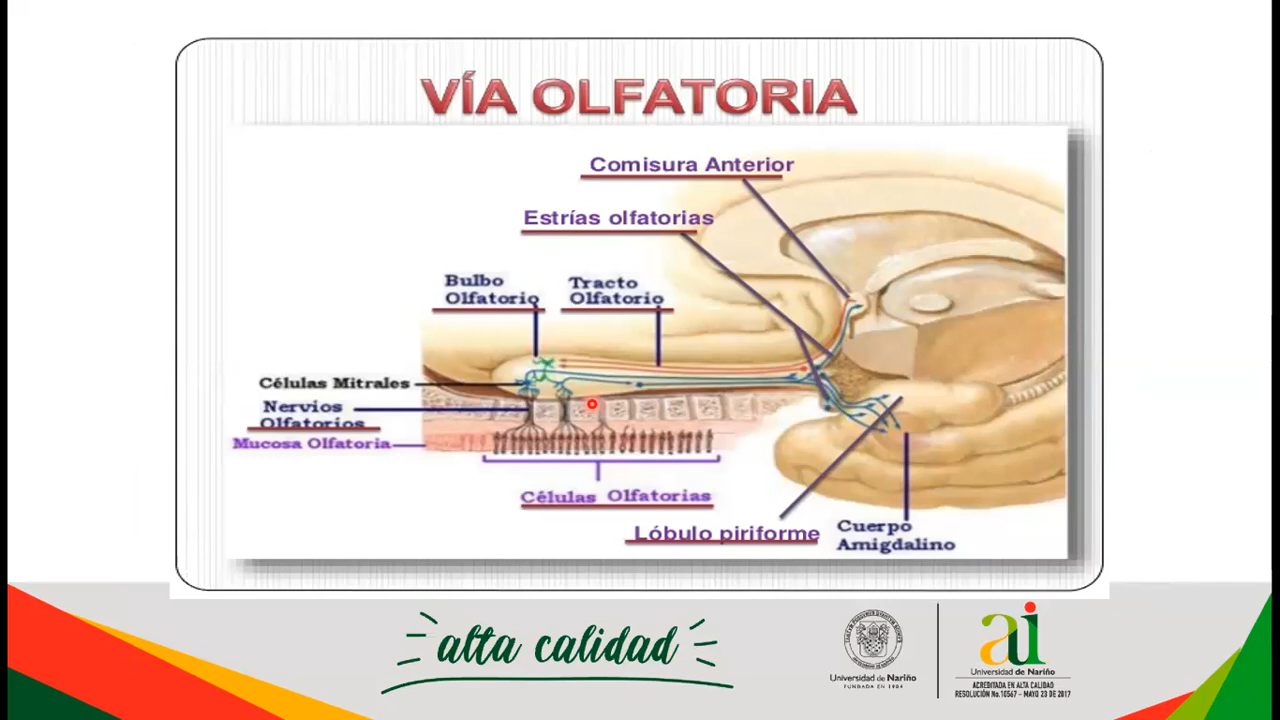 VÍA OLFATORIA
Comisura Anterior
Estrías olfatorias
Bulbo
Olfatorio
Tracto
Olfatorio
Células Mitrales
Nervios
Olfatorios
Mucosa Olfatoria
Células Olfatorias
Lóbulo piriforme
Cuerpo
Amigdalino
alta calidad
Universidad de Nariño
FUNDADA EN 1904
ai
Universidad de Nariño
ACREDITADA EN ALTA CALIDAD
RESOLUCIÓN No.10567 - MAYO 23 DE 2017